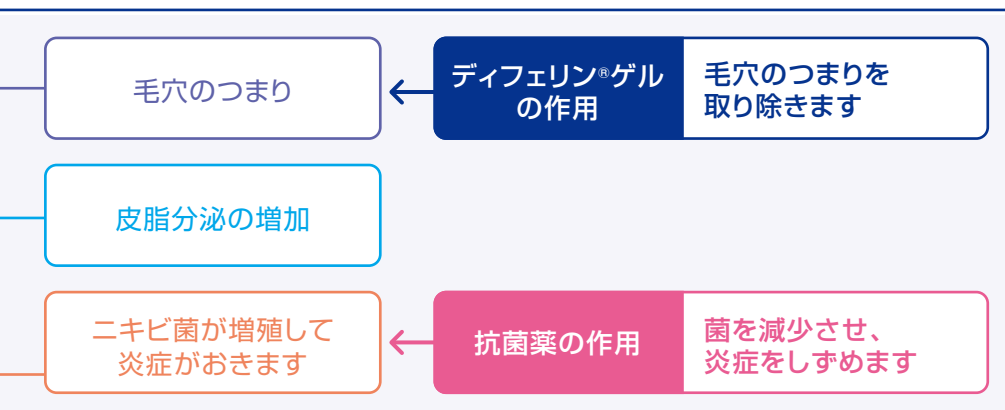 毛穴のつまり
ディフェリン®ゲル
の作用
毛穴のつまりを
取り除きます
皮脂分泌の増加
ニキビ菌が増殖して
炎症がおきます
抗菌薬の作用
菌を減少させ、
炎症をしずめます